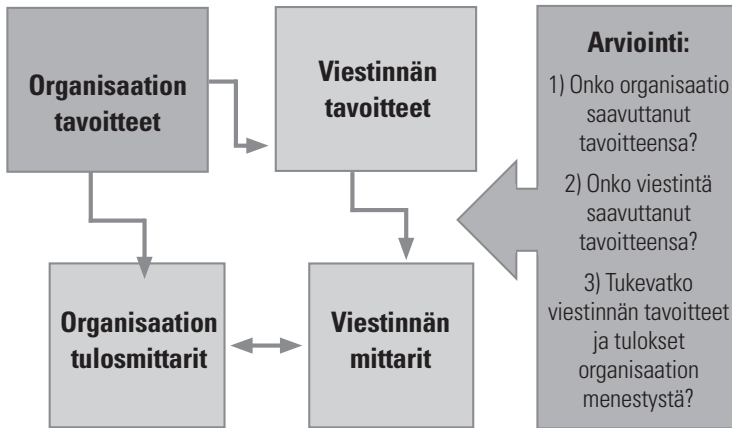 Organisaation
tavoitteet
Viestinnän
tavoitteet
Organisaation
tulosmittarit
Viestinnän
mittarit
Arviointi:
1) Onko organisaatio
saavuttanut
tavoitteensa?
2) Onko viestintä
saavuttanut
tavoitteensa?
3) Tukevatko
viestinnän tavoitteet
ja tulokset
organisaation
menestystä?